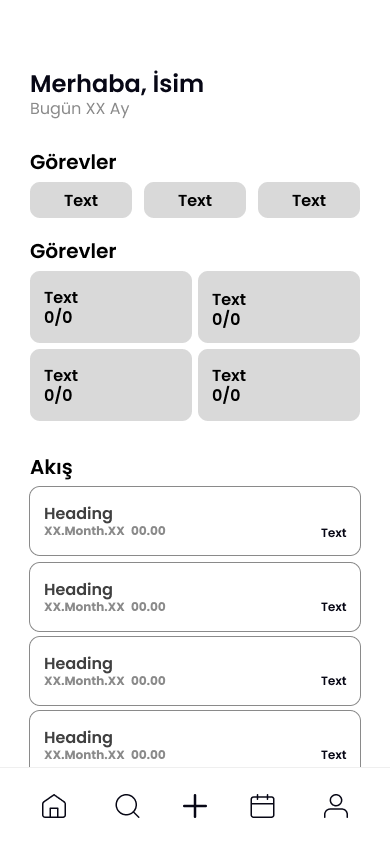 Merhaba, İsim
Bugün XX Ay
Görevler
Text Text Text
Görevler
Text Text
0/0 0/0
Text Text
0/0 0/0
Akış
Heading
XX.Month.XX 00.00 Text
Heading
XX.Month.XX 00.00 Text
Heading
XX.Month.XX 00.00 Text
Heading
XX.Month.XX 00.00 Text